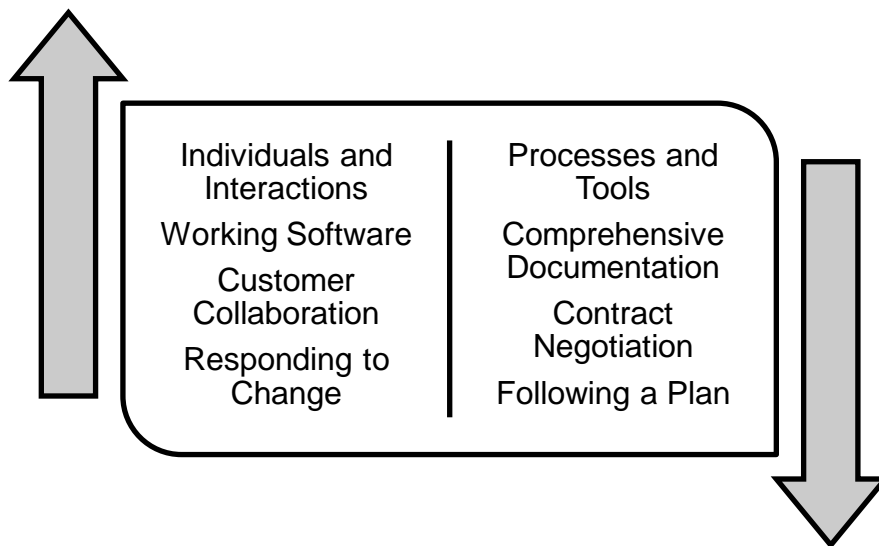 Individuals and
Interactions
Working Software
Customer
Collaboration
Responding to
Change
Processes and
Tools
Comprehensive
Documentation
Contract
Negotiation
Following a Plan